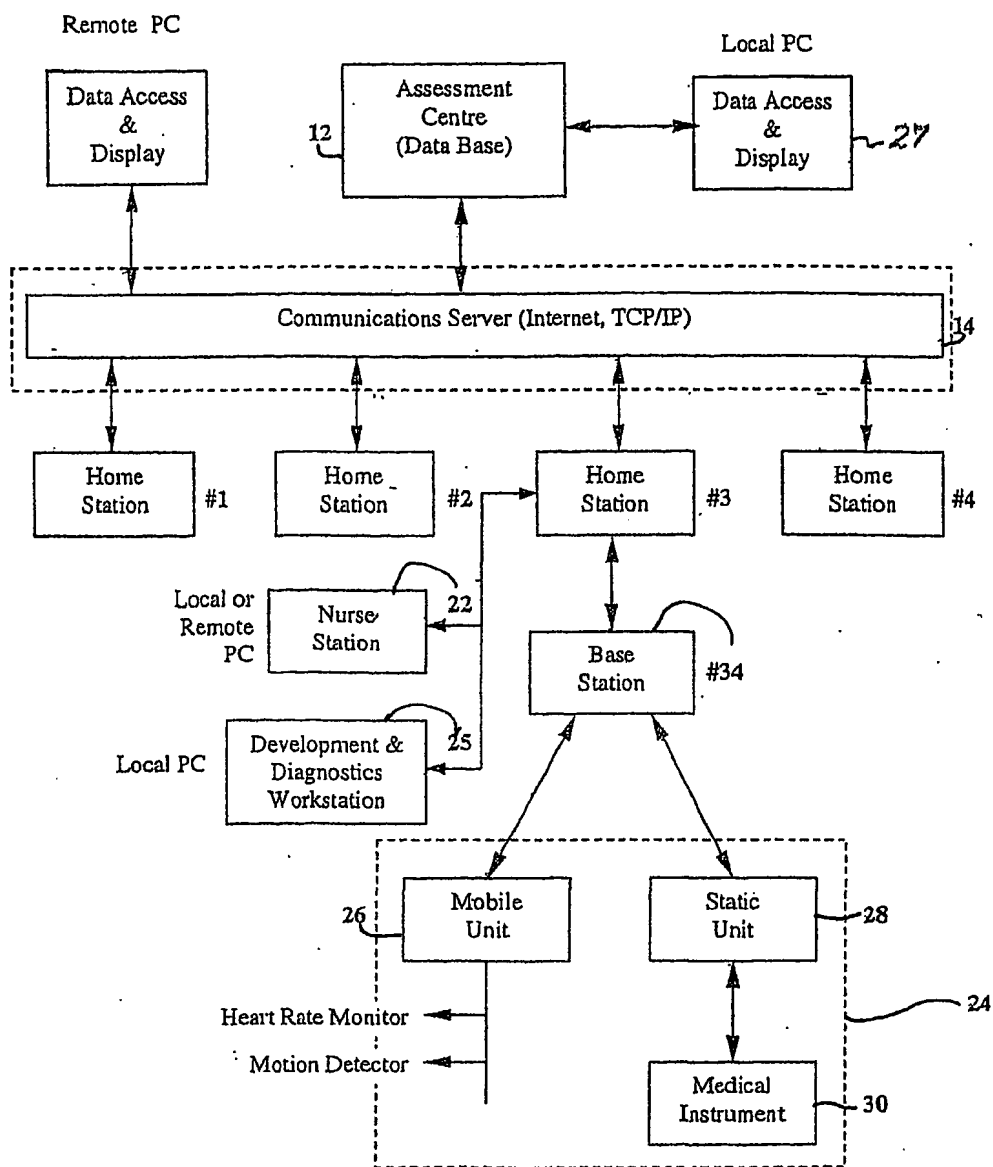 Remote PC
Data Access
&
Display
Assessment
Centre
(Data Base)
12
Local PC
Data Access
&
Display
27
Communications Server (Internet, TCP/IP)
14
Home
Station
#1
Home
Station
#2
Home
Station
#3
Home
Station
#4
Local or
Remote
PC
Nurse
Station
22
Base
Station
#34
Local PC
Development &
Diagnostics
Workstation
25
26
Mobile
Unit
Static
Unit
28
24
Heart Rate Monitor
Motion Detector
Medical
Instrument
30